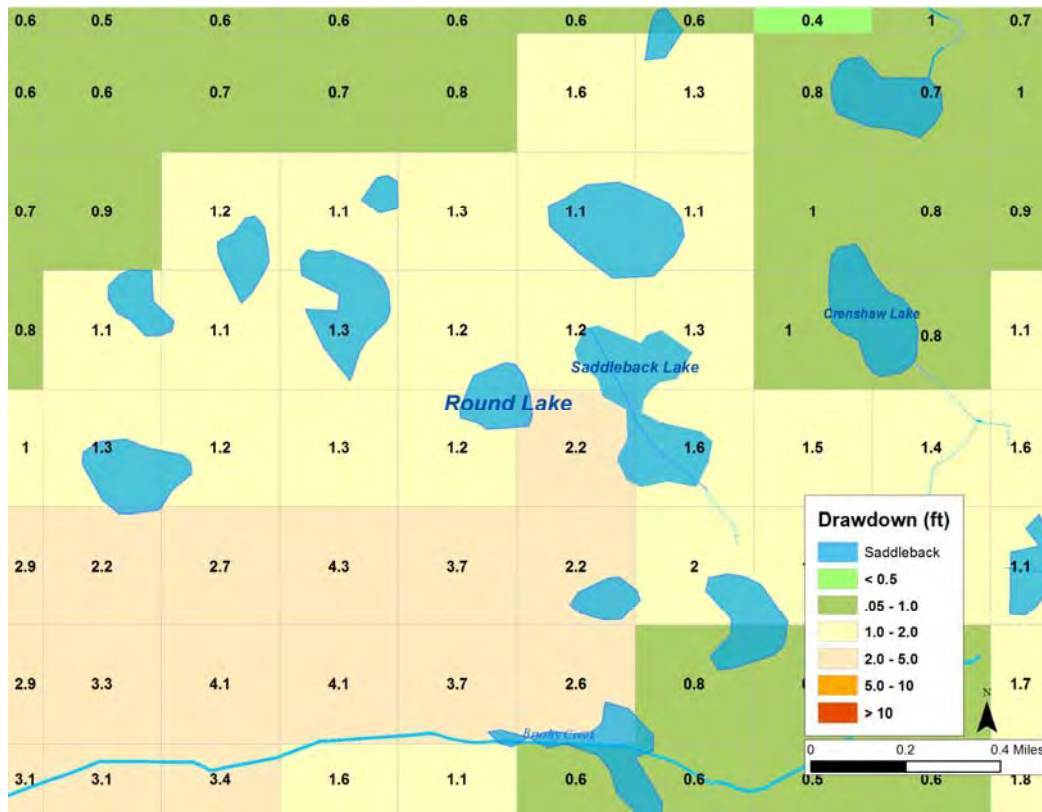 0.6 0.5 0.6 0.6 0.6 0.6 0.6 0.4 1 0.7
0.6 0.6 0.7 0.7 0.8 1.6 1.3 0.8 0.7 1
0.7 0.9 1.2 1.1 1.3 1.1 1.1 1 0.8 0.9
Crenshaw Lake
0.8 1.1 1.1 1.3 1.2 1.2 1.3 1 0.8 1.1
Saddleback Lake
Round Lake
1 1.3 1.2 1.3 1.2 2.2 1.6 1.5 1.4 1.6
2.9 2.2 2.7 4.3 3.7 2.2 2 1.1
2.9 3.3 4.1 4.1 3.7 2.6 0.8 1.7
Creek
3.1 3.1 3.4 1.6 1.1 0.6 0.6 0.5 0.6 1.8
Drawdown (ft)
Saddleback
< 0.5
.05 - 1.0
1.0 - 2.0
2.0 - 5.0
5.0 - 10
> 10
N
0 0.2 0.4 Miles